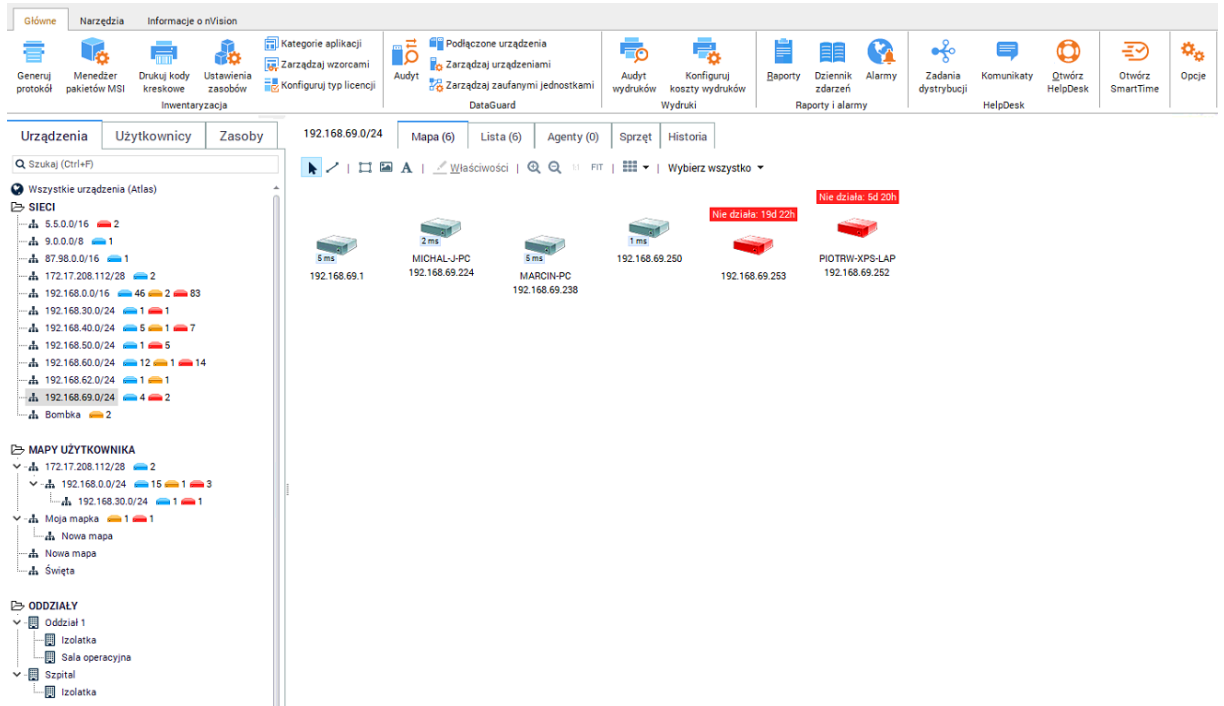 Główne Narzędzia Informacje o nVision
Generuj protokół
Menedżer pakietów MSI
Drukuj kody kreskowe
Ustawienia zasobów
Kategorie aplikacji
Zarządzaj wzorcami
Konfiguruj typ licencji
Inwentaryzacja
Audyt
Podłączone urządzenia
Zarządzaj urządzeniami
Zarządzaj zaufanymi jednostkami
DataGuard
Audyt wydruków
Konfiguruj koszty wydruków
Wydruki
Raporty
Dziennik zdarzeń
Alarmy
Raporty i alarmy
Zadania dystrybucji
Komunikaty
Otwórz HelpDesk
HelpDesk
Otwórz SmartTime
Opcje
Urządzenia Użytkownicy Zasoby
Szukaj (Ctrl+F)
Wszystkie urządzenia (Atlas)
SIECI
5.5.0.0/16 2
9.0.0.0/8 1
87.98.0.0/16 1
172.17.208.112/28 2
192.168.0.0/16 46 2 83
192.168.30.0/24 1 1
192.168.40.0/24 5 1 7
192.168.50.0/24 1 5
192.168.60.0/24 12 1 14
192.168.62.0/24 1 1
192.168.69.0/24 4 2
Bombka 2
MAPY UŻYTKOWNIKA
172.17.208.112/28 2
192.168.0.0/24 15 1 3
192.168.30.0/24 1 1
Moja mapka 1 1
Nowa mapa
Nowa mapa
Święta
ODDZIAŁY
Oddział 1
Izolatka
Sala operacyjna
Szpital
Izolatka
192.168.69.0/24 Mapa (6) Lista (6) Agenty (0) Sprzęt Historia
A Właściwości 1:1 FIT Wybierz wszystko
5 ms
192.168.69.1
2 ms
MICHAL-J-PC
192.168.69.224
5 ms
MARCIN-PC
192.168.69.238
1 ms
192.168.69.250
Nie działa: 19d 22h
192.168.69.253
Nie działa: 5d 20h
PIOTRW-XPS-LAP
192.168.69.252